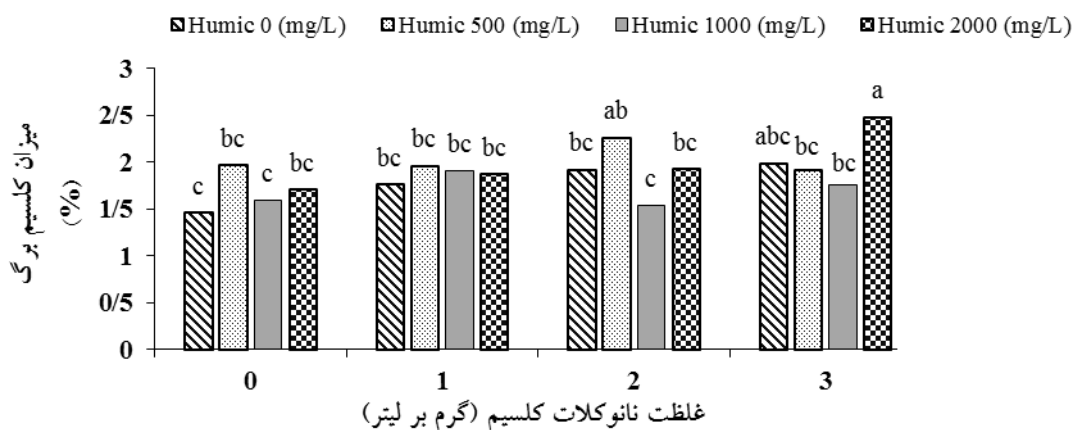 Humic 0 (mg/L) Humic 500 (mg/L) Humic 1000 (mg/L) Humic 2000 (mg/L)
میزان کلسیم برگ
(%)
3
2/5
2
1/5
1
0/5
0
c bc c bc
bc bc bc bc
bc ab c bc
abc bc bc a
0 1 2 3
غلظت نانوکلات کلسیم (گرم بر لیتر)